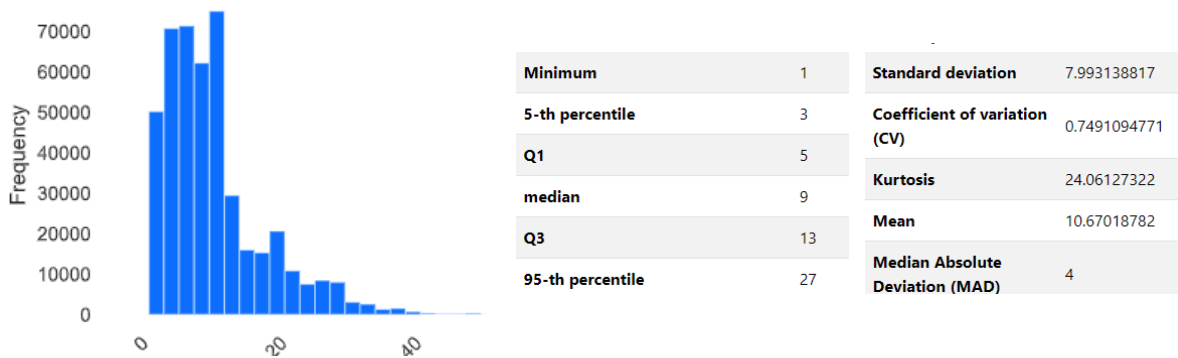 70000
60000
50000
40000
30000
20000
10000
0
Frequency
0
20
40
Minimum 1
5-th percentile 3
Q1 5
median 9
Q3 13
95-th percentile 27
Standard deviation 7.993138817
Coefficient of variation
(CV) 0.7491094771
Kurtosis 24.06127322
Mean 10.67018782
Median Absolute
Deviation (MAD) 4